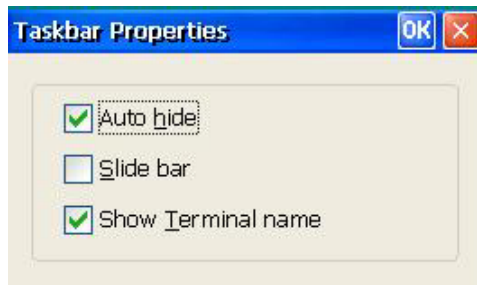 Taskbar Properties OK
Auto hide
Slide bar
Show Terminal name